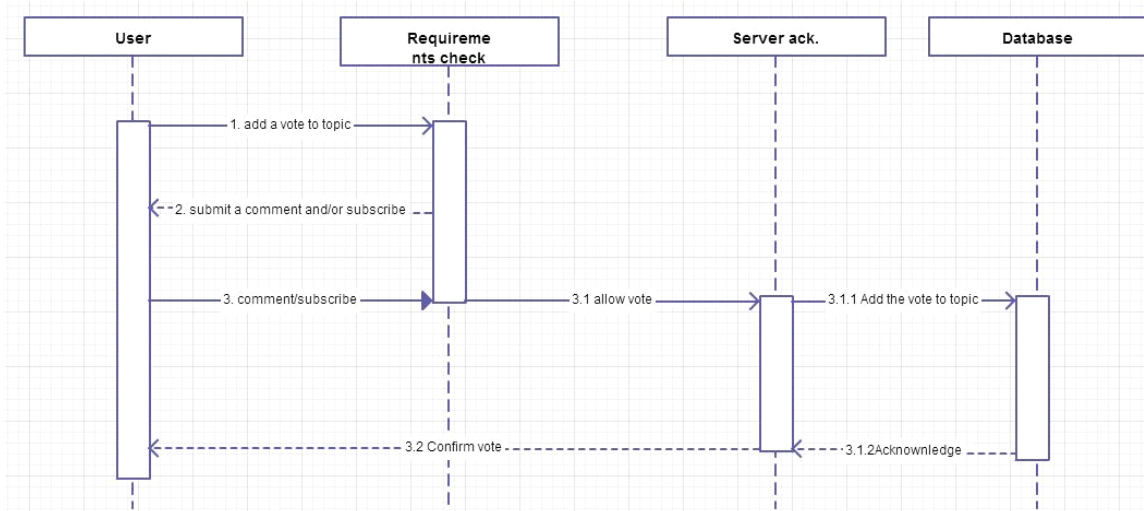 User
Requireme
nts check
Server ack.
Database
1. add a vote to topic
2. submit a comment and/or subscribe
3. comment/subscribe
3.1 allow vote
3.1.1 Add the vote to topic
3.2 Confirm vote
3.1.2Acknownledge